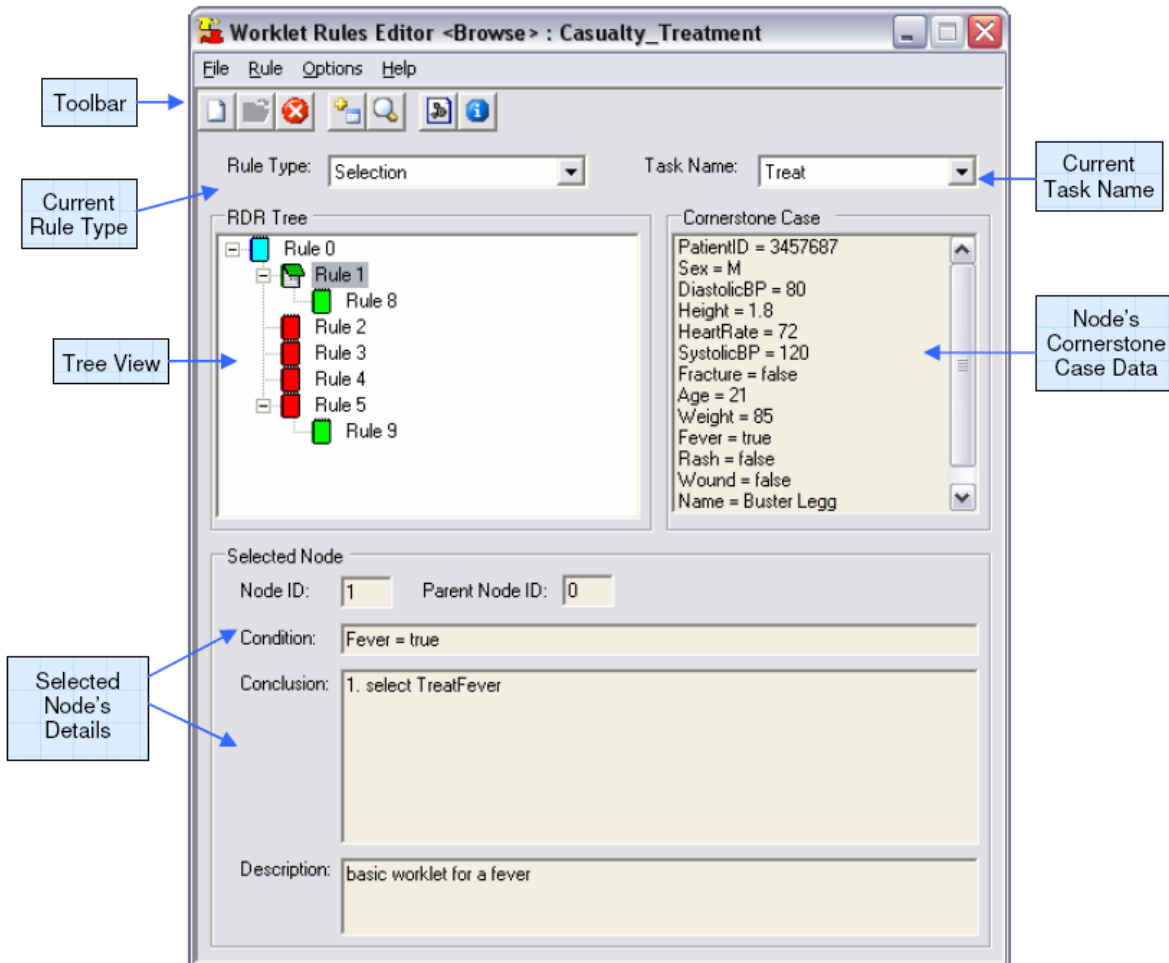 Worklet Rules Editor <Browse> : Casualty_Treatment
File Rule Options Help
Toolbar
Rule Type: Selection
Task Name: Treat
Current
Rule Type
Current
Task Name
RDR Tree
Rule 0
Rule 1
Rule 8
Rule 2
Rule 3
Rule 4
Rule 5
Rule 9
Tree View
Cornerstone Case
PatientID = 3457687
Sex = M
DiastolicBP = 80
Height = 1.8
HeartRate = 72
SystolicBP = 120
Fracture = false
Age = 21
Weight = 85
Fever = true
Rash = false
Wound = false
Name = Buster Legg
Node's
Cornerstone
Case Data
Selected Node
Node ID: 1 Parent Node ID: 0
Condition: Fever = true
Conclusion: 1. select TreatFever
Selected
Node's
Details
Description: basic worklet for a fever